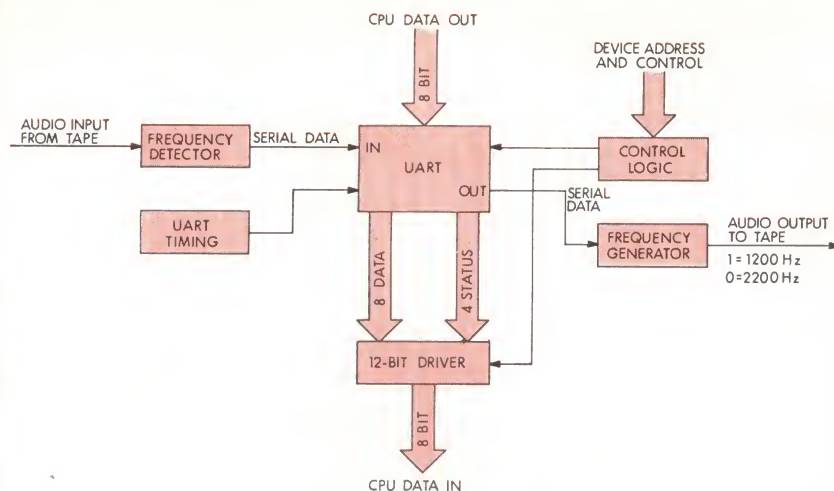 CPU DATA OUT
8 BIT
DEVICE ADDRESS
AND CONTROL
AUDIO INPUT
FROM TAPE
FREQUENCY
DETECTOR
SERIAL DATA
IN
UART
OUT
CONTROL
LOGIC
UART
TIMING
SERIAL
DATA
FREQUENCY
GENERATOR
AUDIO OUTPUT
TO TAPE
1 = 1200 Hz
0=2200 Hz
8 DATA
4 STATUS
12-BIT DRIVER
8 BIT
CPU DATA IN